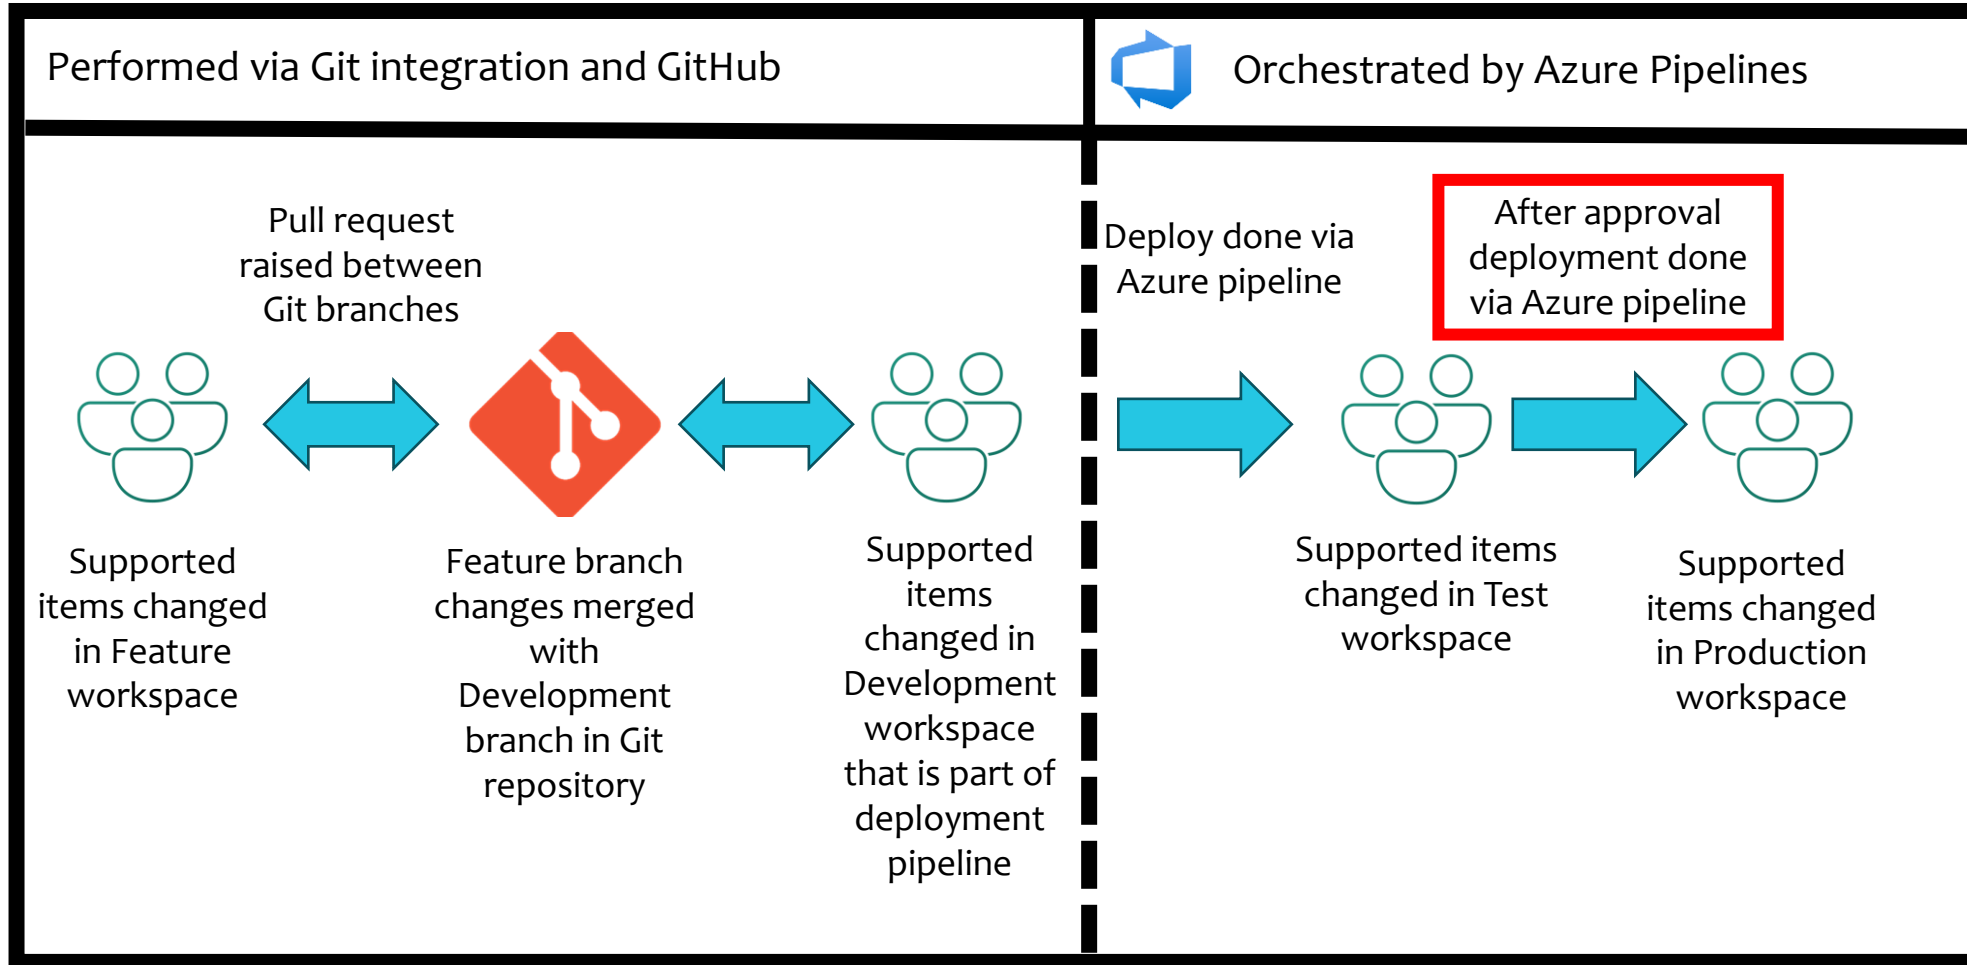 Performed via Git integration and GitHub
Orchestrated by Azure Pipelines
Pull request
raised between
Git branches
Deploy done via
Azure pipeline
After approval
deployment done
via Azure pipeline
Supported
items changed
in Feature
workspace
Feature branch
changes merged
with
Development
branch in Git
repository
Supported
items
changed in
Development
workspace
that is part of
deployment
pipeline
Supported items
changed in Test
workspace
Supported
items changed
in Production
workspace